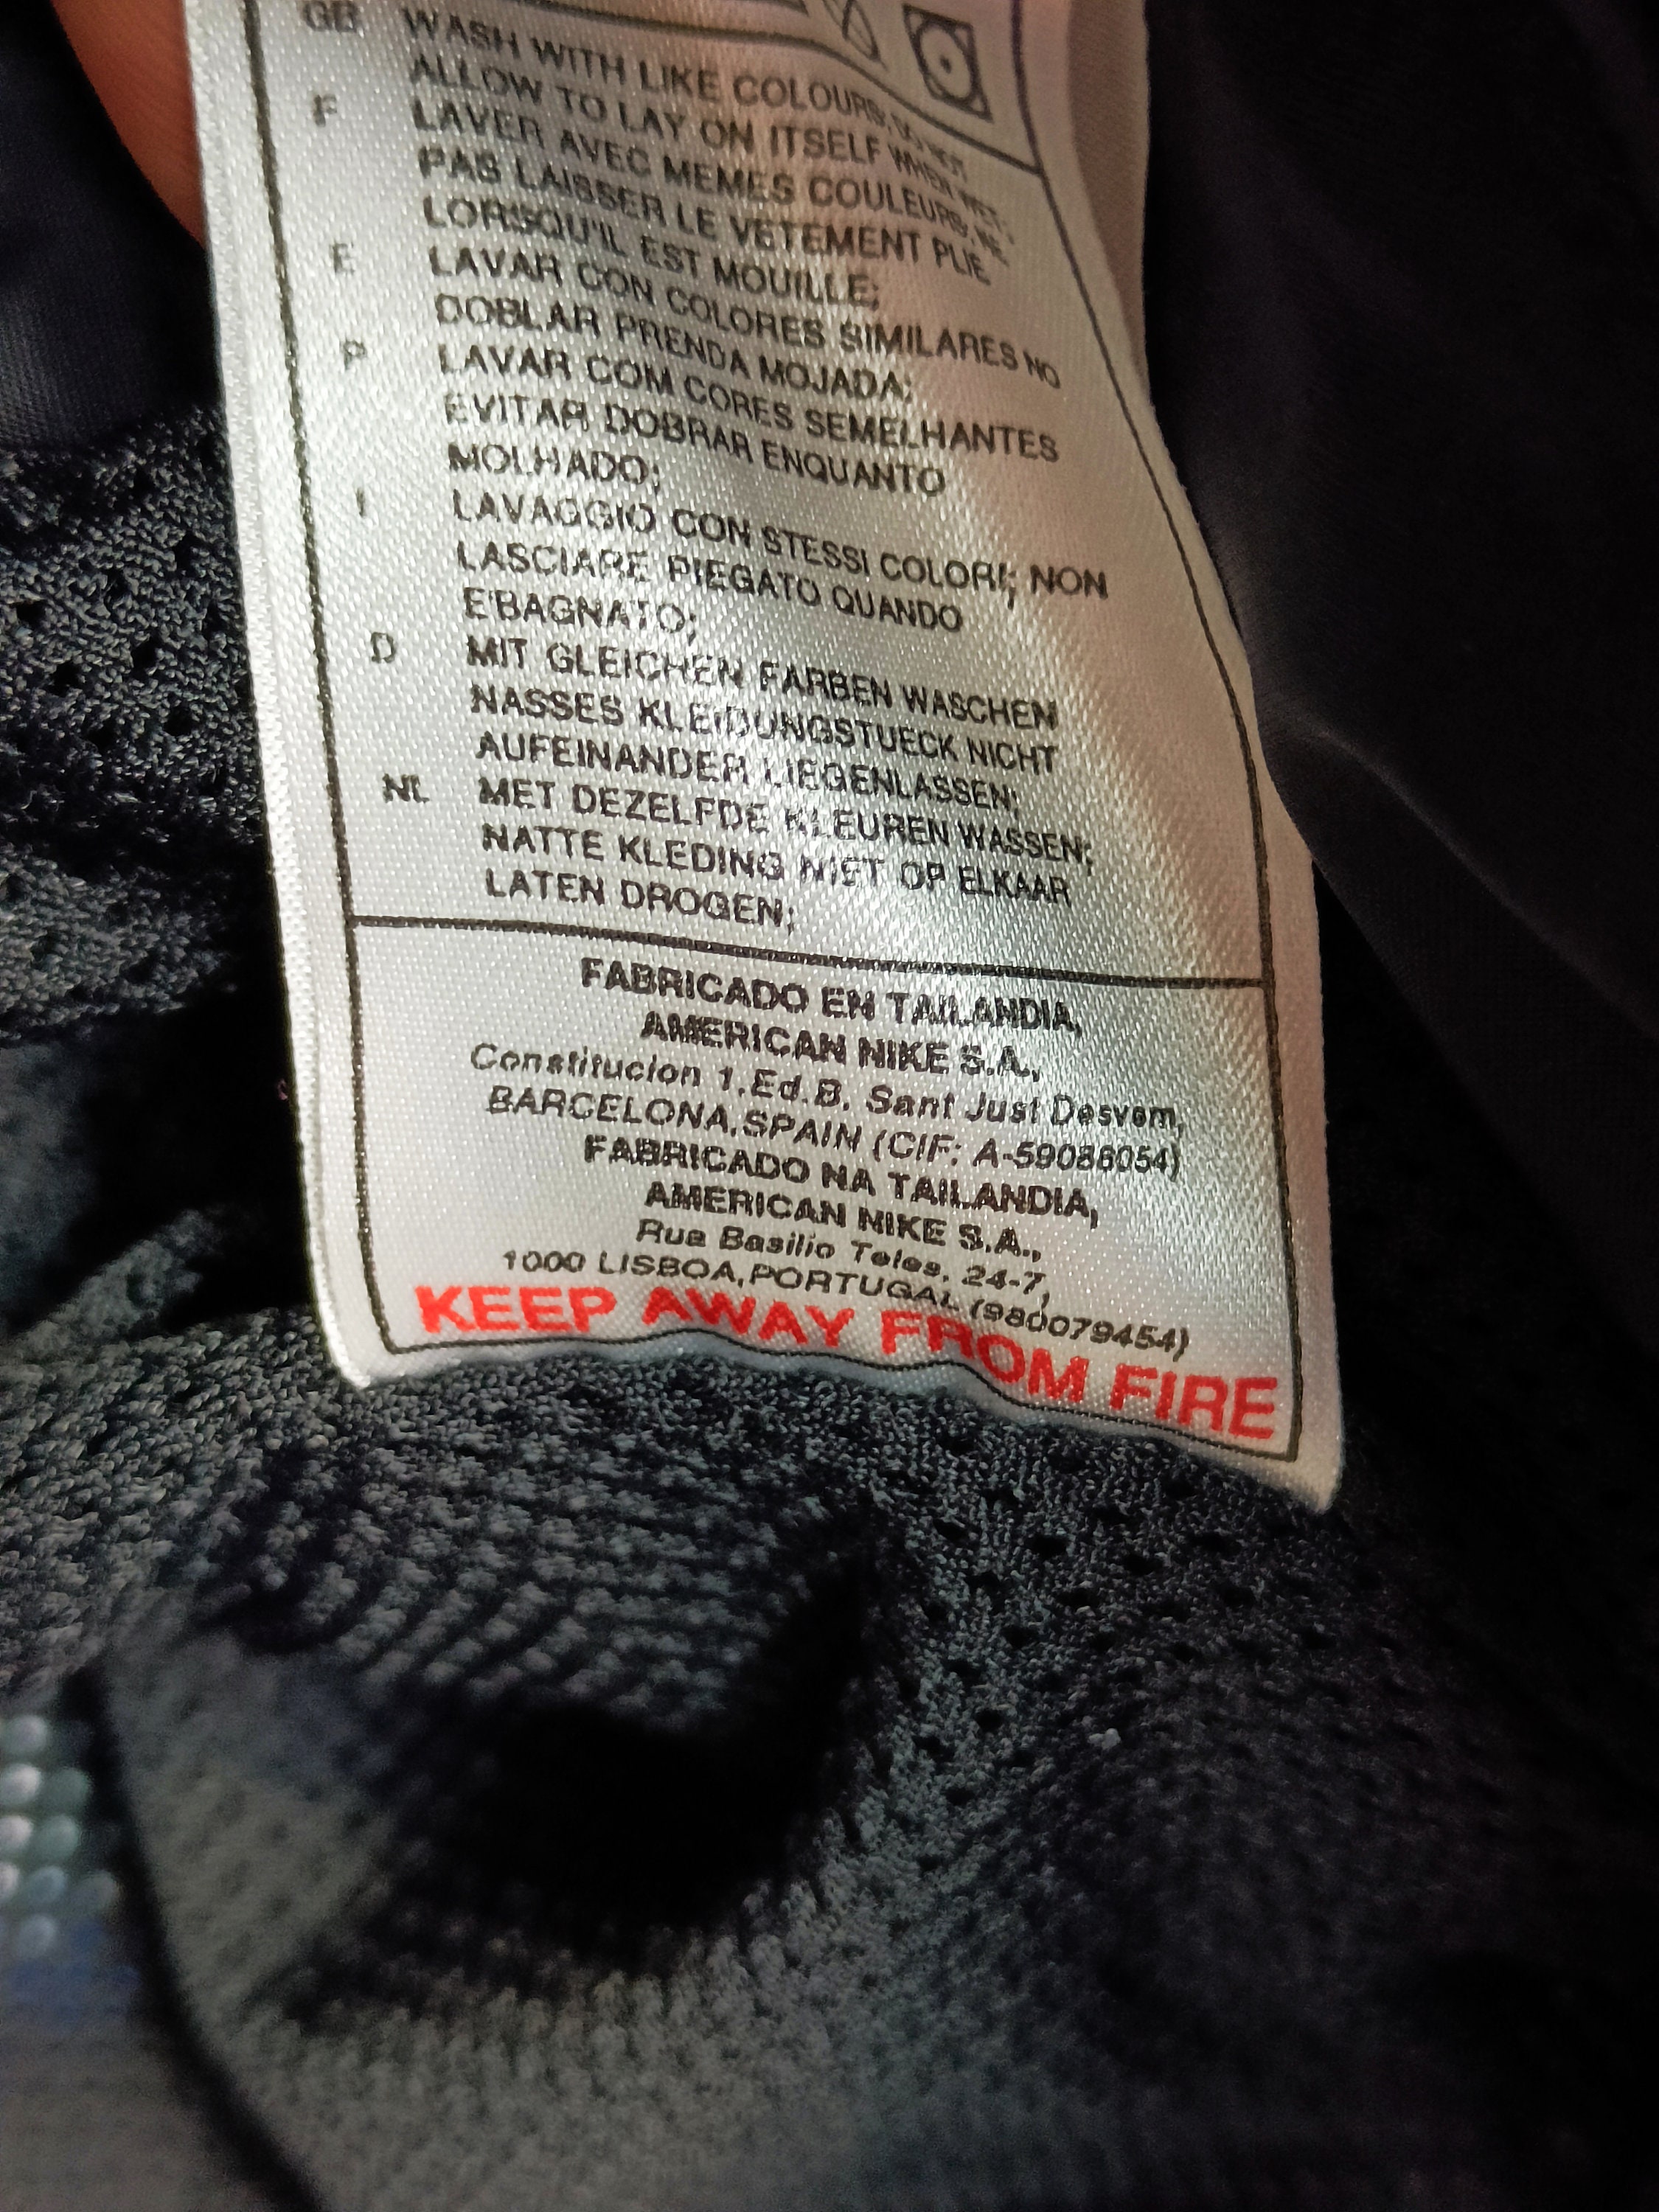 GB WASH WITH LIKE COLOURS, DO NOT
ALLOW TO LAY ON ITSELF WHEN WET;
F LAVER AVEC MEMES COULEURS, NE
PAS LAISSER LE VETEMENT PLIE
LORSQU'IL EST MOUILLE;
E LAVAR CON COLORES SIMILARES NO
DOBLAR PRENDA MOJADA;
P LAVAR COM CORES SEMELHANTES
EVITAR DOBRAR ENQUANTO
MOLHADO;
I LAVAGGIO CON STESSI COLORI; NON
LASCIARE PIEGATO QUANDO
E'BAGNATO;
D MIT GLEICHEN FARBEN WASCHEN
NASSES KLEIDUNGSTUECK NICHT
AUFEINANDER LIEGENLASSEN;
NL MET DEZELFDE KLEUREN WASSEN;
NATTE KLEDING NIET OP ELKAAR
LATEN DROGEN;
FABRICADO EN TAILANDIA,
AMERICAN NIKE S.A.,
Constitucion 1.Ed.B. Sant Just Desvern,
BARCELONA,SPAIN (CIF: A-59086054)
FABRICADO NA TAILANDIA,
AMERICAN NIKE S.A.,
Rua Basilio Teles, 24-7,
1000 LISBOA,PORTUGAL (980079454)
KEEP AWAY FROM FIRE